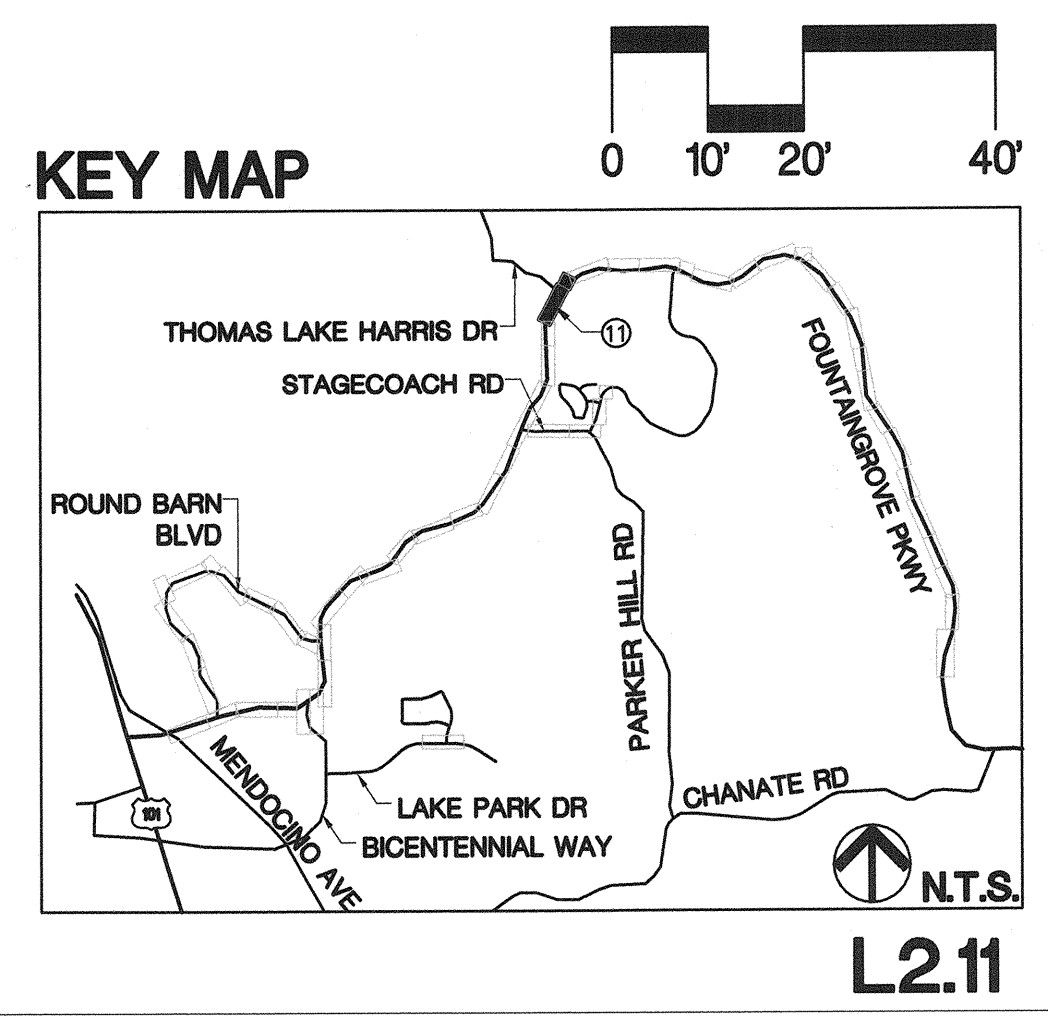 0 10' 20' 40'
KEY MAP
THOMAS LAKE HARRIS DR
11
STAGECOACH RD
FOUNTAINGROVE PKWY
ROUND BARN
BLVD
PARKER HILL RD
MENDOCINO AVE
101
LAKE PARK DR
CHANATE RD
BICENTENNIAL WAY
N.T.S.
L2.11